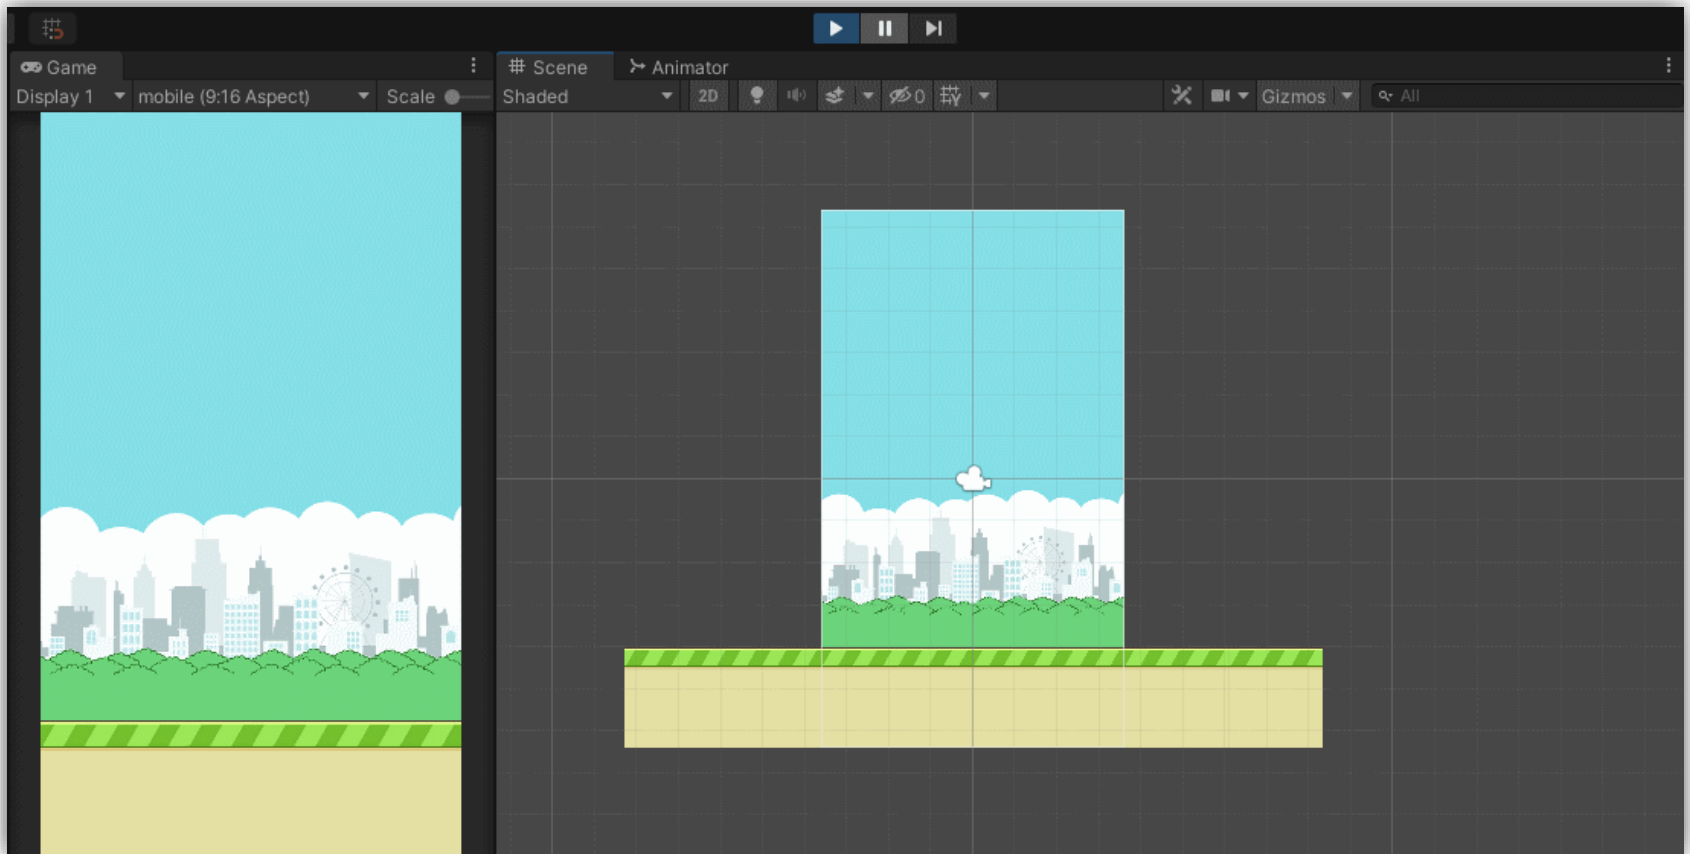 Game
Scene
Animator
Display 1
mobile (9:16 Aspect)
Scale
Shaded
2D
0
Gizmos
All